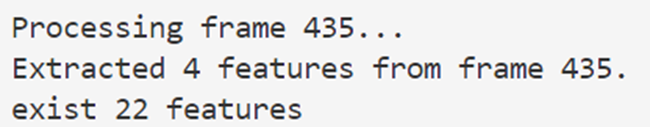 Processing frame 435...
Extracted 4 features from frame 435.
exist 22 features